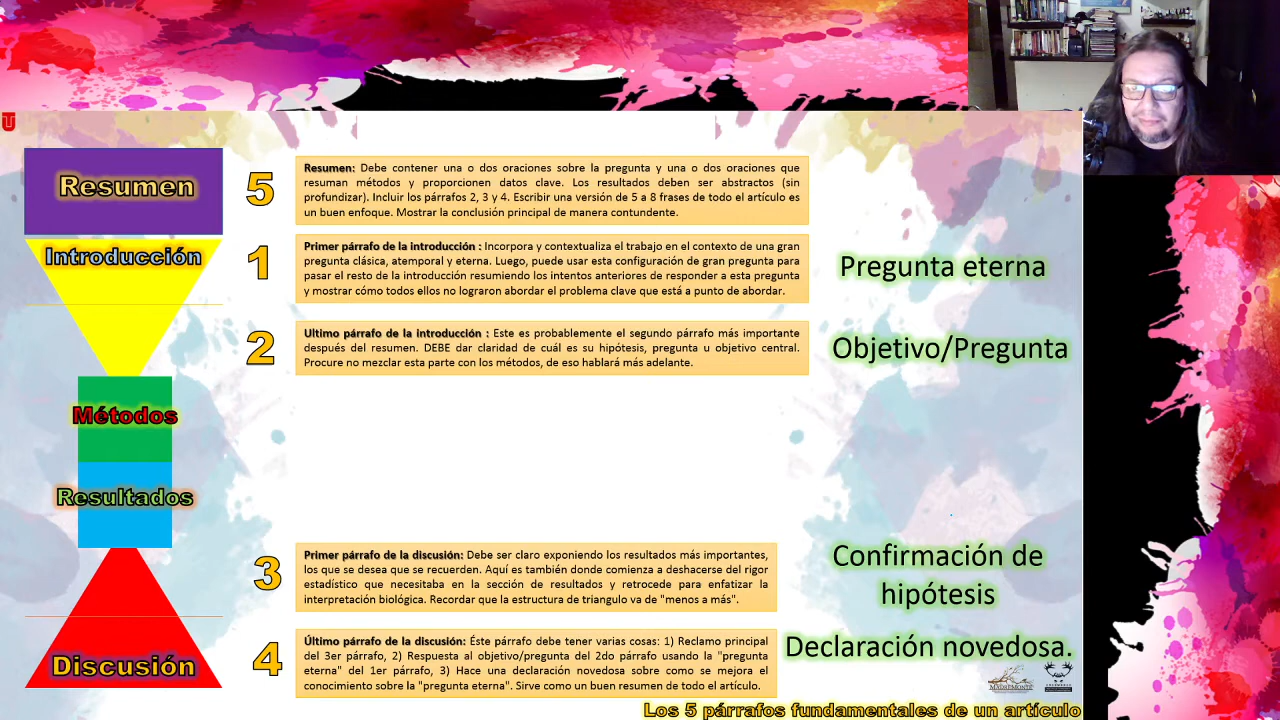 Resumen
5
Resumen: Debe contener una o dos oraciones sobre la pregunta y una o dos oraciones que
resuman métodos y proporcionen datos clave. Los resultados deben ser abstractos (sin
profundizar). Incluir los párrafos 2, 3 y 4. Escribir una versión de 5 a 8 frases de todo el artículo es
un buen enfoque. Mostrar la conclusión principal de manera contundente.
Introducción
1
Primer párrafo de la introducción : Incorpora y contextualiza el trabajo en el contexto de una gran
pregunta clásica, atemporal y eterna. Luego, puede usar esta configuración de gran pregunta para
pasar el resto de la introducción resumiendo los intentos anteriores de responder a esta pregunta
y mostrar cómo todos ellos no lograron abordar el problema clave que está a punto de abordar.
Pregunta eterna
2
Ultimo párrafo de la introducción : Este es probablemente el segundo párrafo más importante
después del resumen. DEBE dar claridad de cuál es su hipótesis, pregunta u objetivo central.
Procure no mezclar esta parte con los métodos, de eso hablará más adelante.
Objetivo/Pregunta
Métodos
Resultados
3
Primer párrafo de la discusión: Debe ser claro exponiendo los resultados más importantes,
los que se desea que se recuerden. Aquí es también donde comienza a deshacerse del rigor
estadístico que necesitaba en la sección de resultados y retrocede para enfatizar la
interpretación biológica. Recordar que la estructura de triangulo va de "menos a más".
Confirmación de
hipótesis
Discusión
4
Último párrafo de la discusión: Éste párrafo debe tener varias cosas: 1) Reclamo principal
del 3er párrafo, 2) Respuesta al objetivo/pregunta del 2do párrafo usando la "pregunta
eterna" del 1er párrafo, 3) Hace una declaración novedosa sobre como se mejora el
conocimiento sobre la "pregunta eterna". Sirve como un buen resumen de todo el artículo.
Declaración novedosa.
MADREMONTE
Los 5 párrafos fundamentales de un artículo